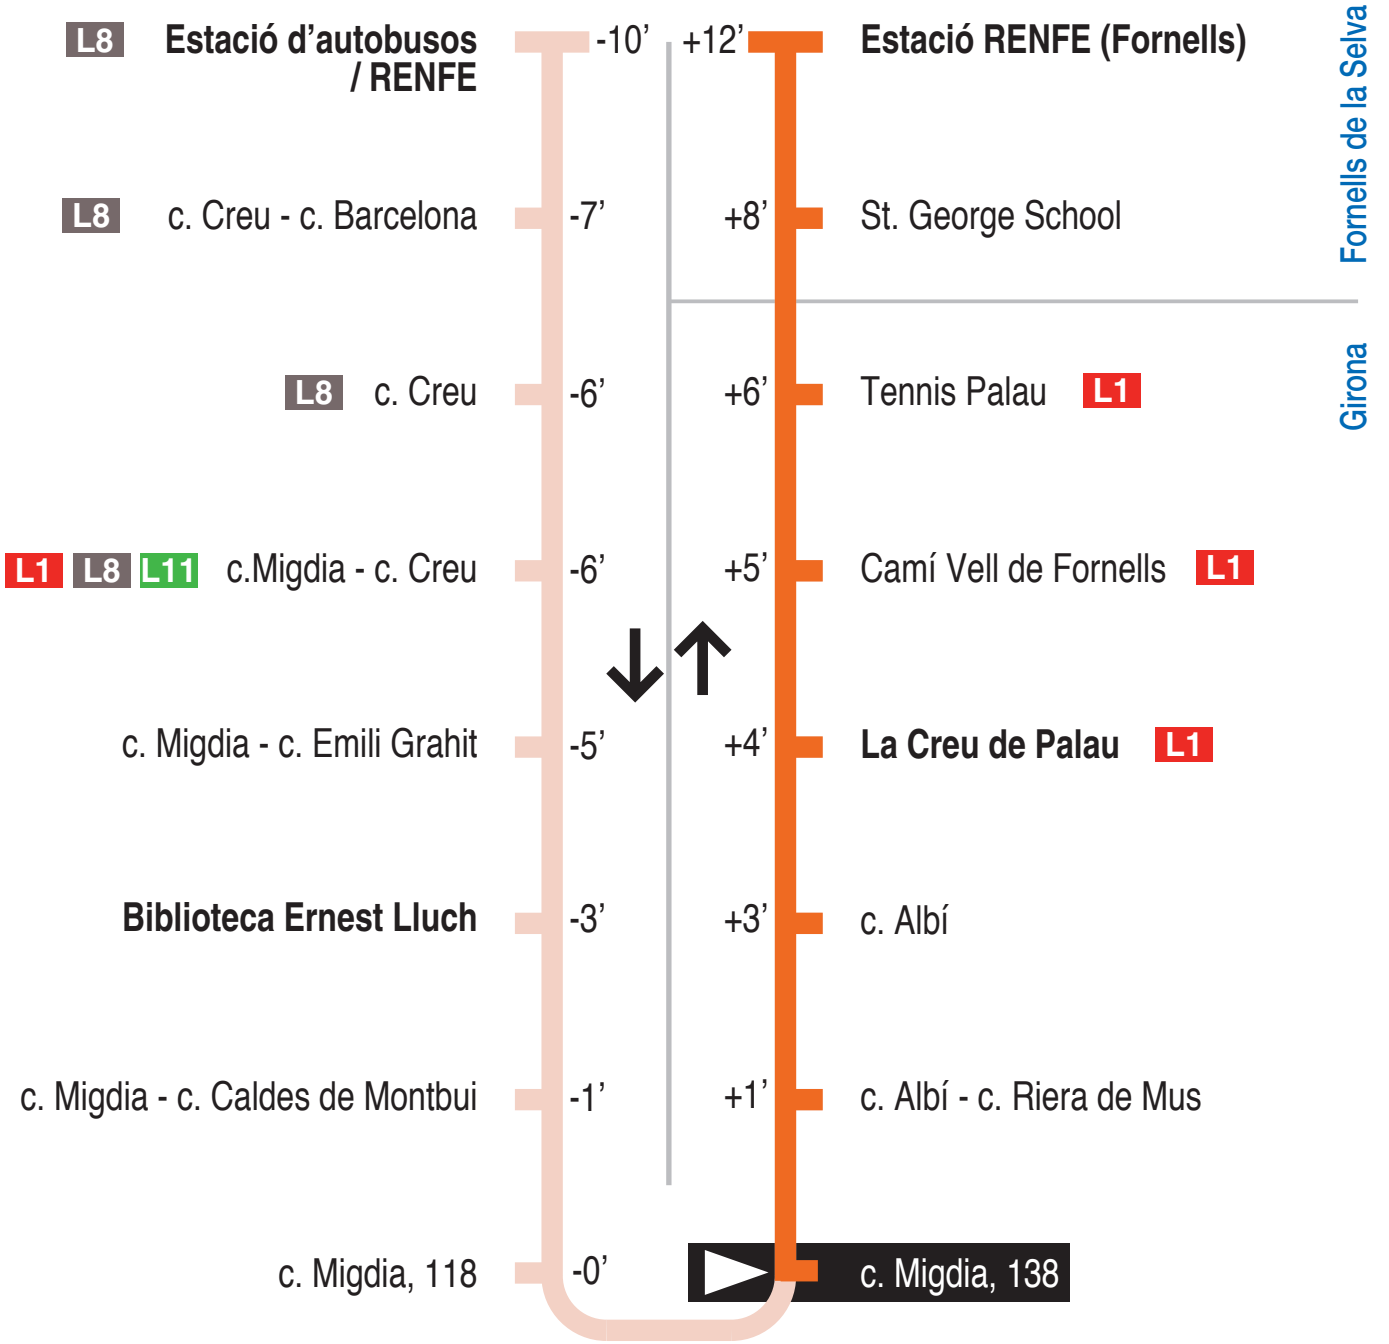 L8 Estació d’autobusos
/ RENFE
-10’ +12’ Estació RENFE (Fornells)
Fornells de la Selva
L8 c. Creu - c. Barcelona -7’
+8’ St. George School
L8 c. Creu -6’
+6’ Tennis Palau L1
Girona
L1 L8 L11 c.Migdia - c. Creu -6’
+5’ Camí Vell de Fornells L1
c. Migdia - c. Emili Grahit -5’
+4’ La Creu de Palau L1
Biblioteca Ernest Lluch -3’
+3’ c. Albí
c. Migdia - c. Caldes de Montbui -1’
+1’ c. Albí - c. Riera de Mus
c. Migdia, 118 -0’
c. Migdia, 138